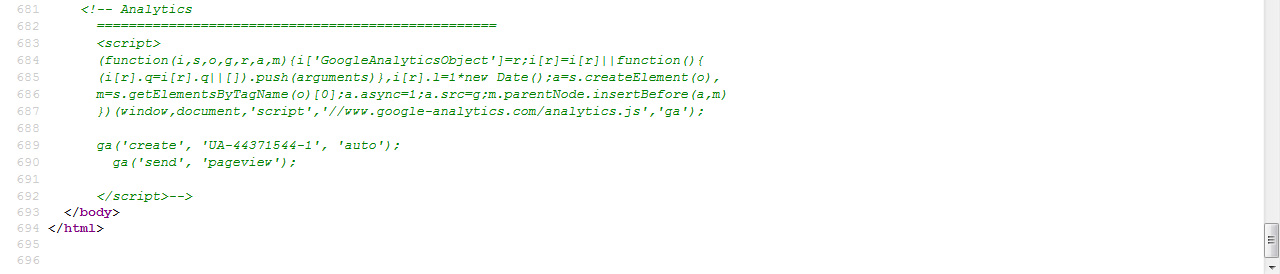 681 <!-- Analytics
682 ==================================================
683 <script>
684 (function(i,s,o,g,r,a,m){i['GoogleAnalyticsObject']=r;i[r]=i[r]||function(){
685 (i[r].q=i[r].q||[]).push(arguments)},i[r].l=1*new Date();a=s.createElement(o),
686 m=s.getElementsByTagName(o)[0];a.async=1;a.src=g;m.parentNode.insertBefore(a,m)
687 })(window,document,'script','//www.google-analytics.com/analytics.js','ga');
688
689 ga('create', 'UA-44371544-1', 'auto');
690 ga('send', 'pageview');
691
692 </script>-->
693 </body>
694 </html>
695
696